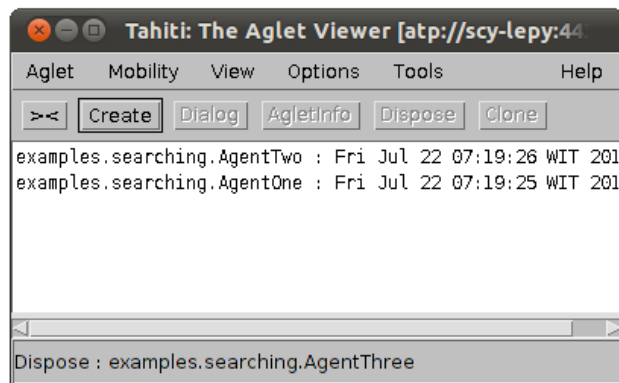 Tahiti: The Aglet Viewer [atp://scy-lepy:44
Aglet Mobility View Options Tools Help
>< Create Dialog AgletInfo Dispose Clone
examples.searching.AgentTwo : Fri Jul 22 07:19:26 WIT 201
examples.searching.AgentOne : Fri Jul 22 07:19:25 WIT 201
Dispose : examples.searching.AgentThree